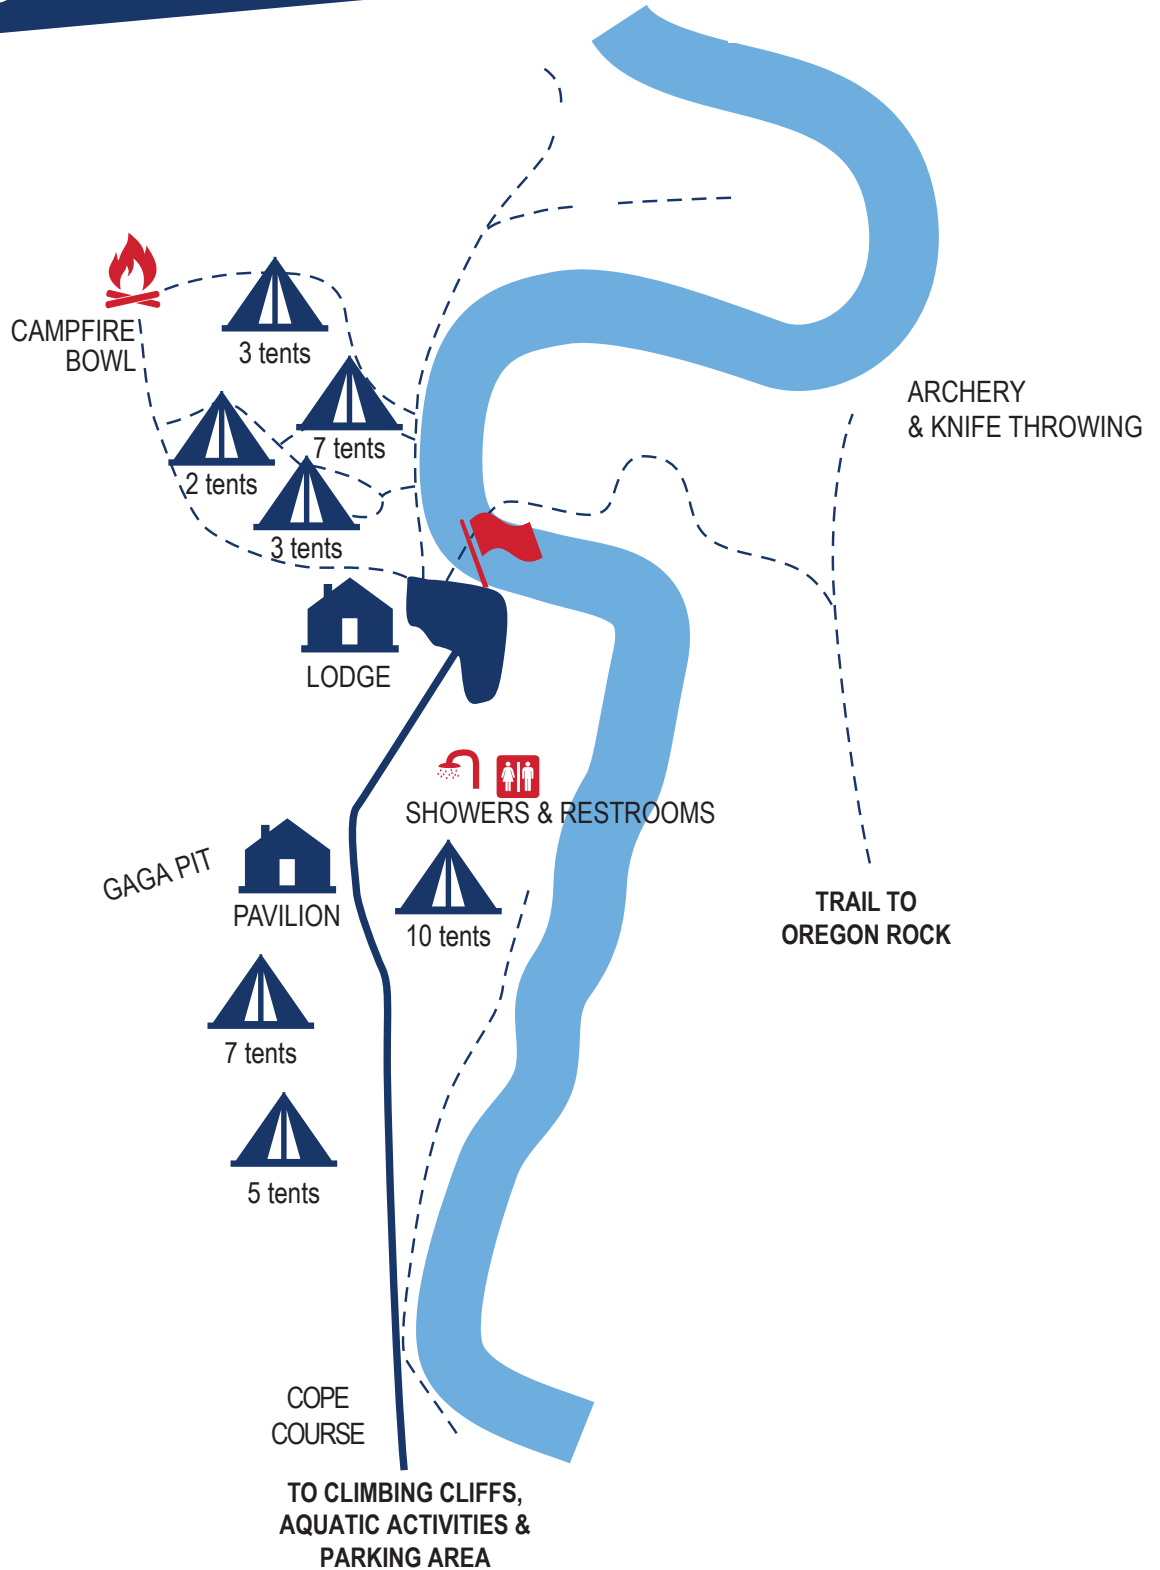 CAMPFIRE
BOWL
3 tents
7 tents
2 tents
3 tents
ARCHERY
& KNIFE THROWING
LODGE
SHOWERS & RESTROOMS
GAGA PIT
PAVILION
10 tents
TRAIL TO
OREGON ROCK
7 tents
5 tents
COPE
COURSE
TO CLIMBING CLIFFS,
AQUATIC ACTIVITIES &
PARKING AREA